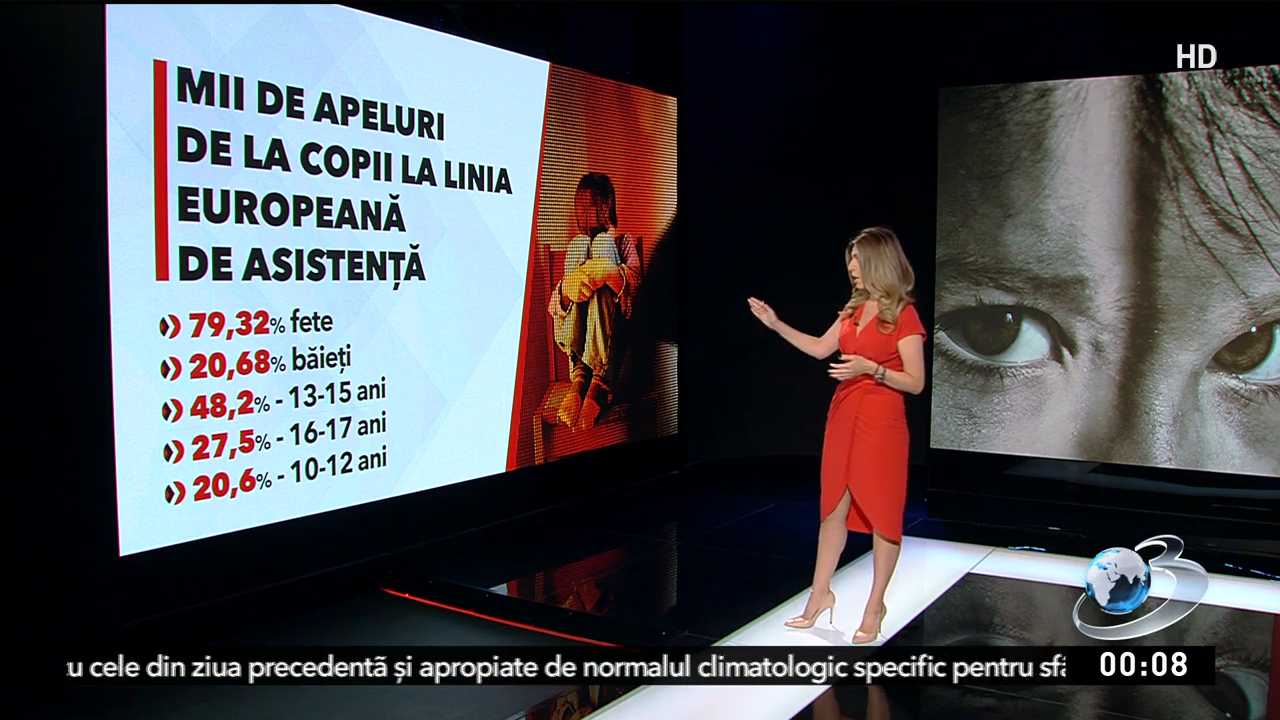 HD
MII DE APELURI
DE LA COPII LA LINIA
EUROPEANĂ
DE ASISTENȚĂ
79,32% fete
20,68% băieți
48,2% - 13-15 ani
27,5% - 16-17 ani
20,6% - 10-12 ani
3
cele din ziua precedentă și apropiate de normalul climatologic specific pentru
00:08